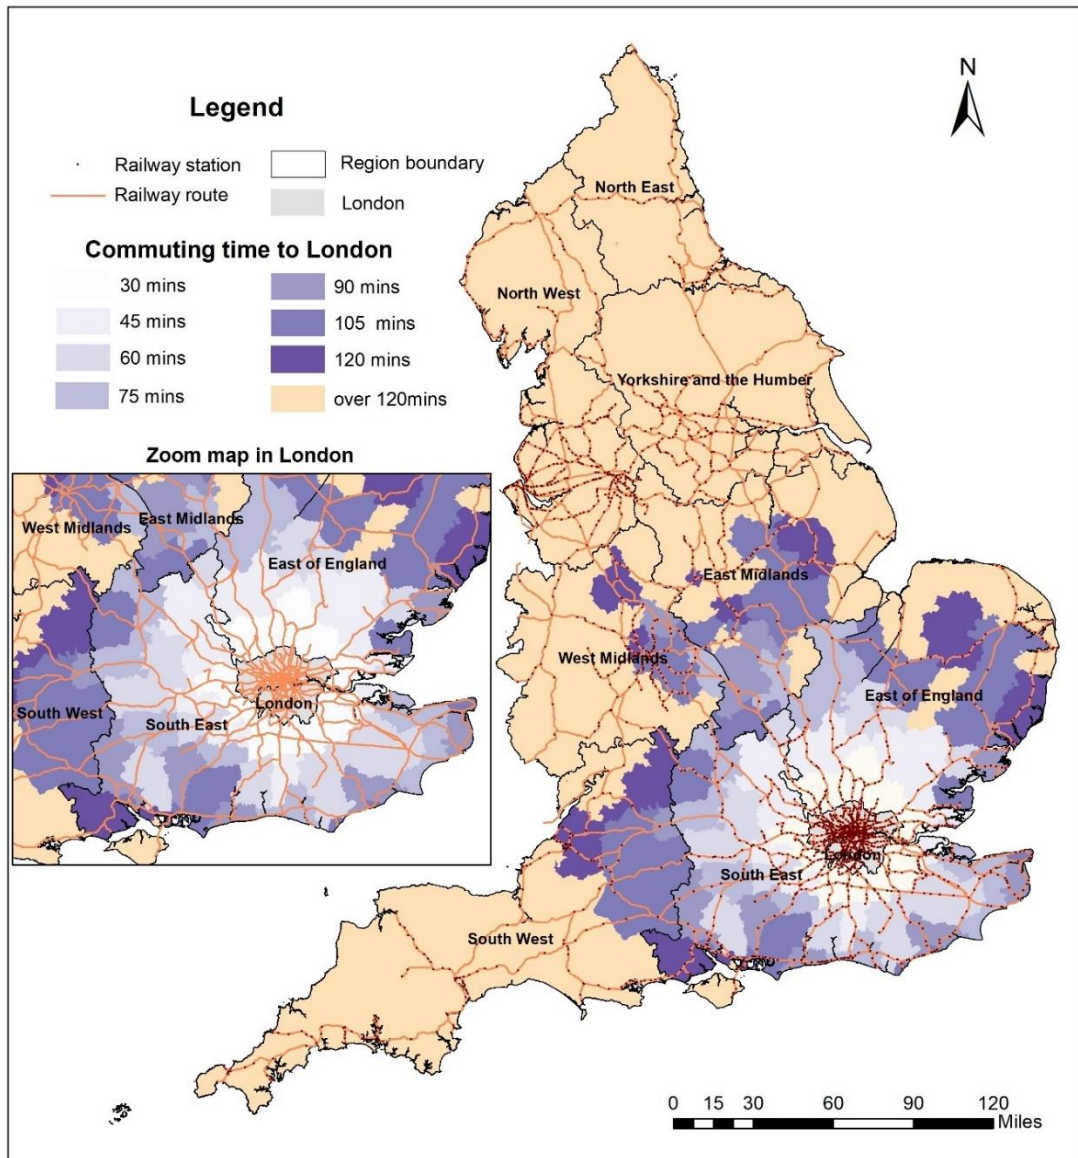 Legend
Railway station
Railway route
Region boundary
London
Commuting time to London
30 mins
45 mins
60 mins
75 mins
90 mins
105 mins
120 mins
over 120mins
N
North East
North West
Yorkshire and the Humber
East Midlands
West Midlands
East of England
London
South East
South West
Zoom map in London
West Midlands
East Midlands
East of England
South West
South East
London
0 15 30 60 90 120
Miles